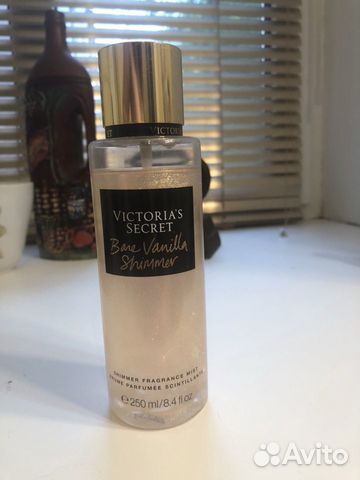 VICTORIA
VICTORIA'S
SECRET
Bare Vanilla
Shimmer
SHIMMER FRAGRANCE MIST
BRUME PARFUMÉE SCINTILLANTE
℮250 ml/8.4 fl oz
Avito